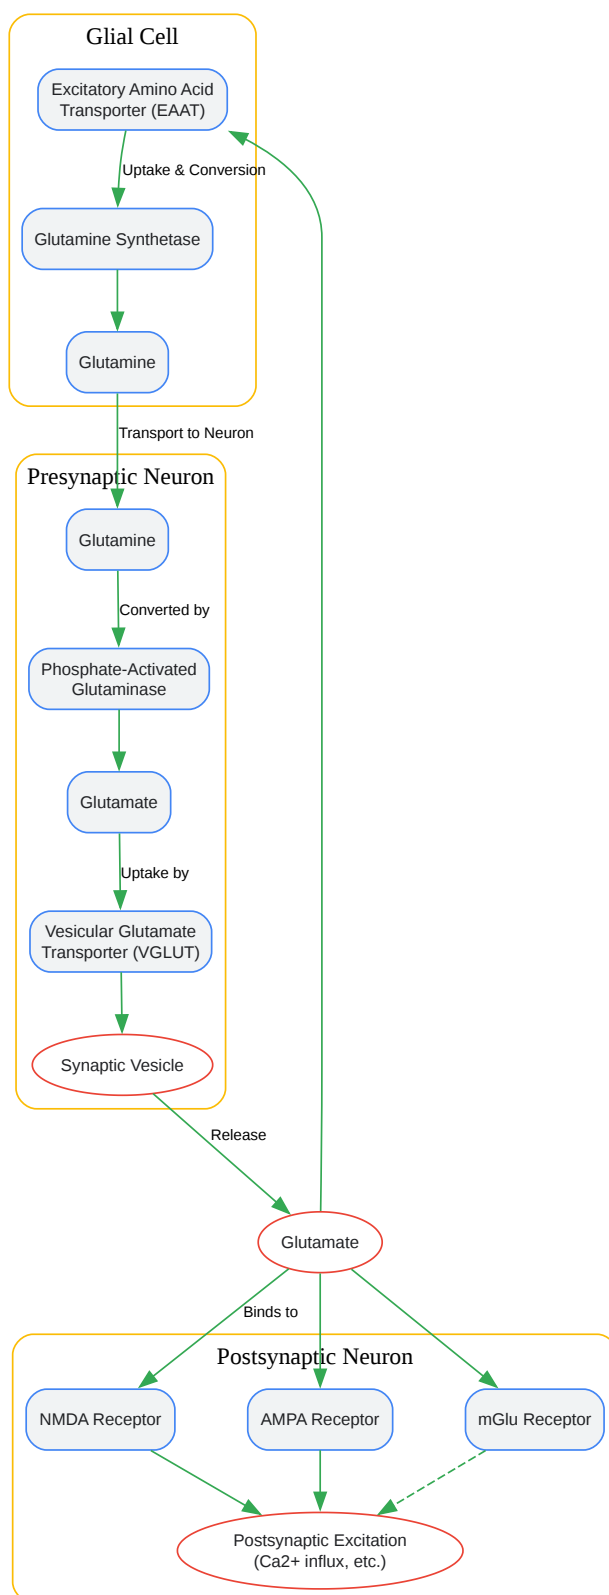 Glial Cell
Excitatory Amino Acid
Transporter (EAAT)
Uptake & Conversion
Glutamine Synthetase
Glutamine
Transport to Neuron
Presynaptic Neuron
Glutamine
Converted by
Phosphate-Activated
Glutaminase
Glutamate
Uptake by
Vesicular Glutamate
Transporter (VGLUT)
Synaptic Vesicle
Release
Glutamate
Binds to
Postsynaptic Neuron
NMDA Receptor
AMPA Receptor
mGlu Receptor
Postsynaptic Excitation
(Ca2+ influx, etc.)